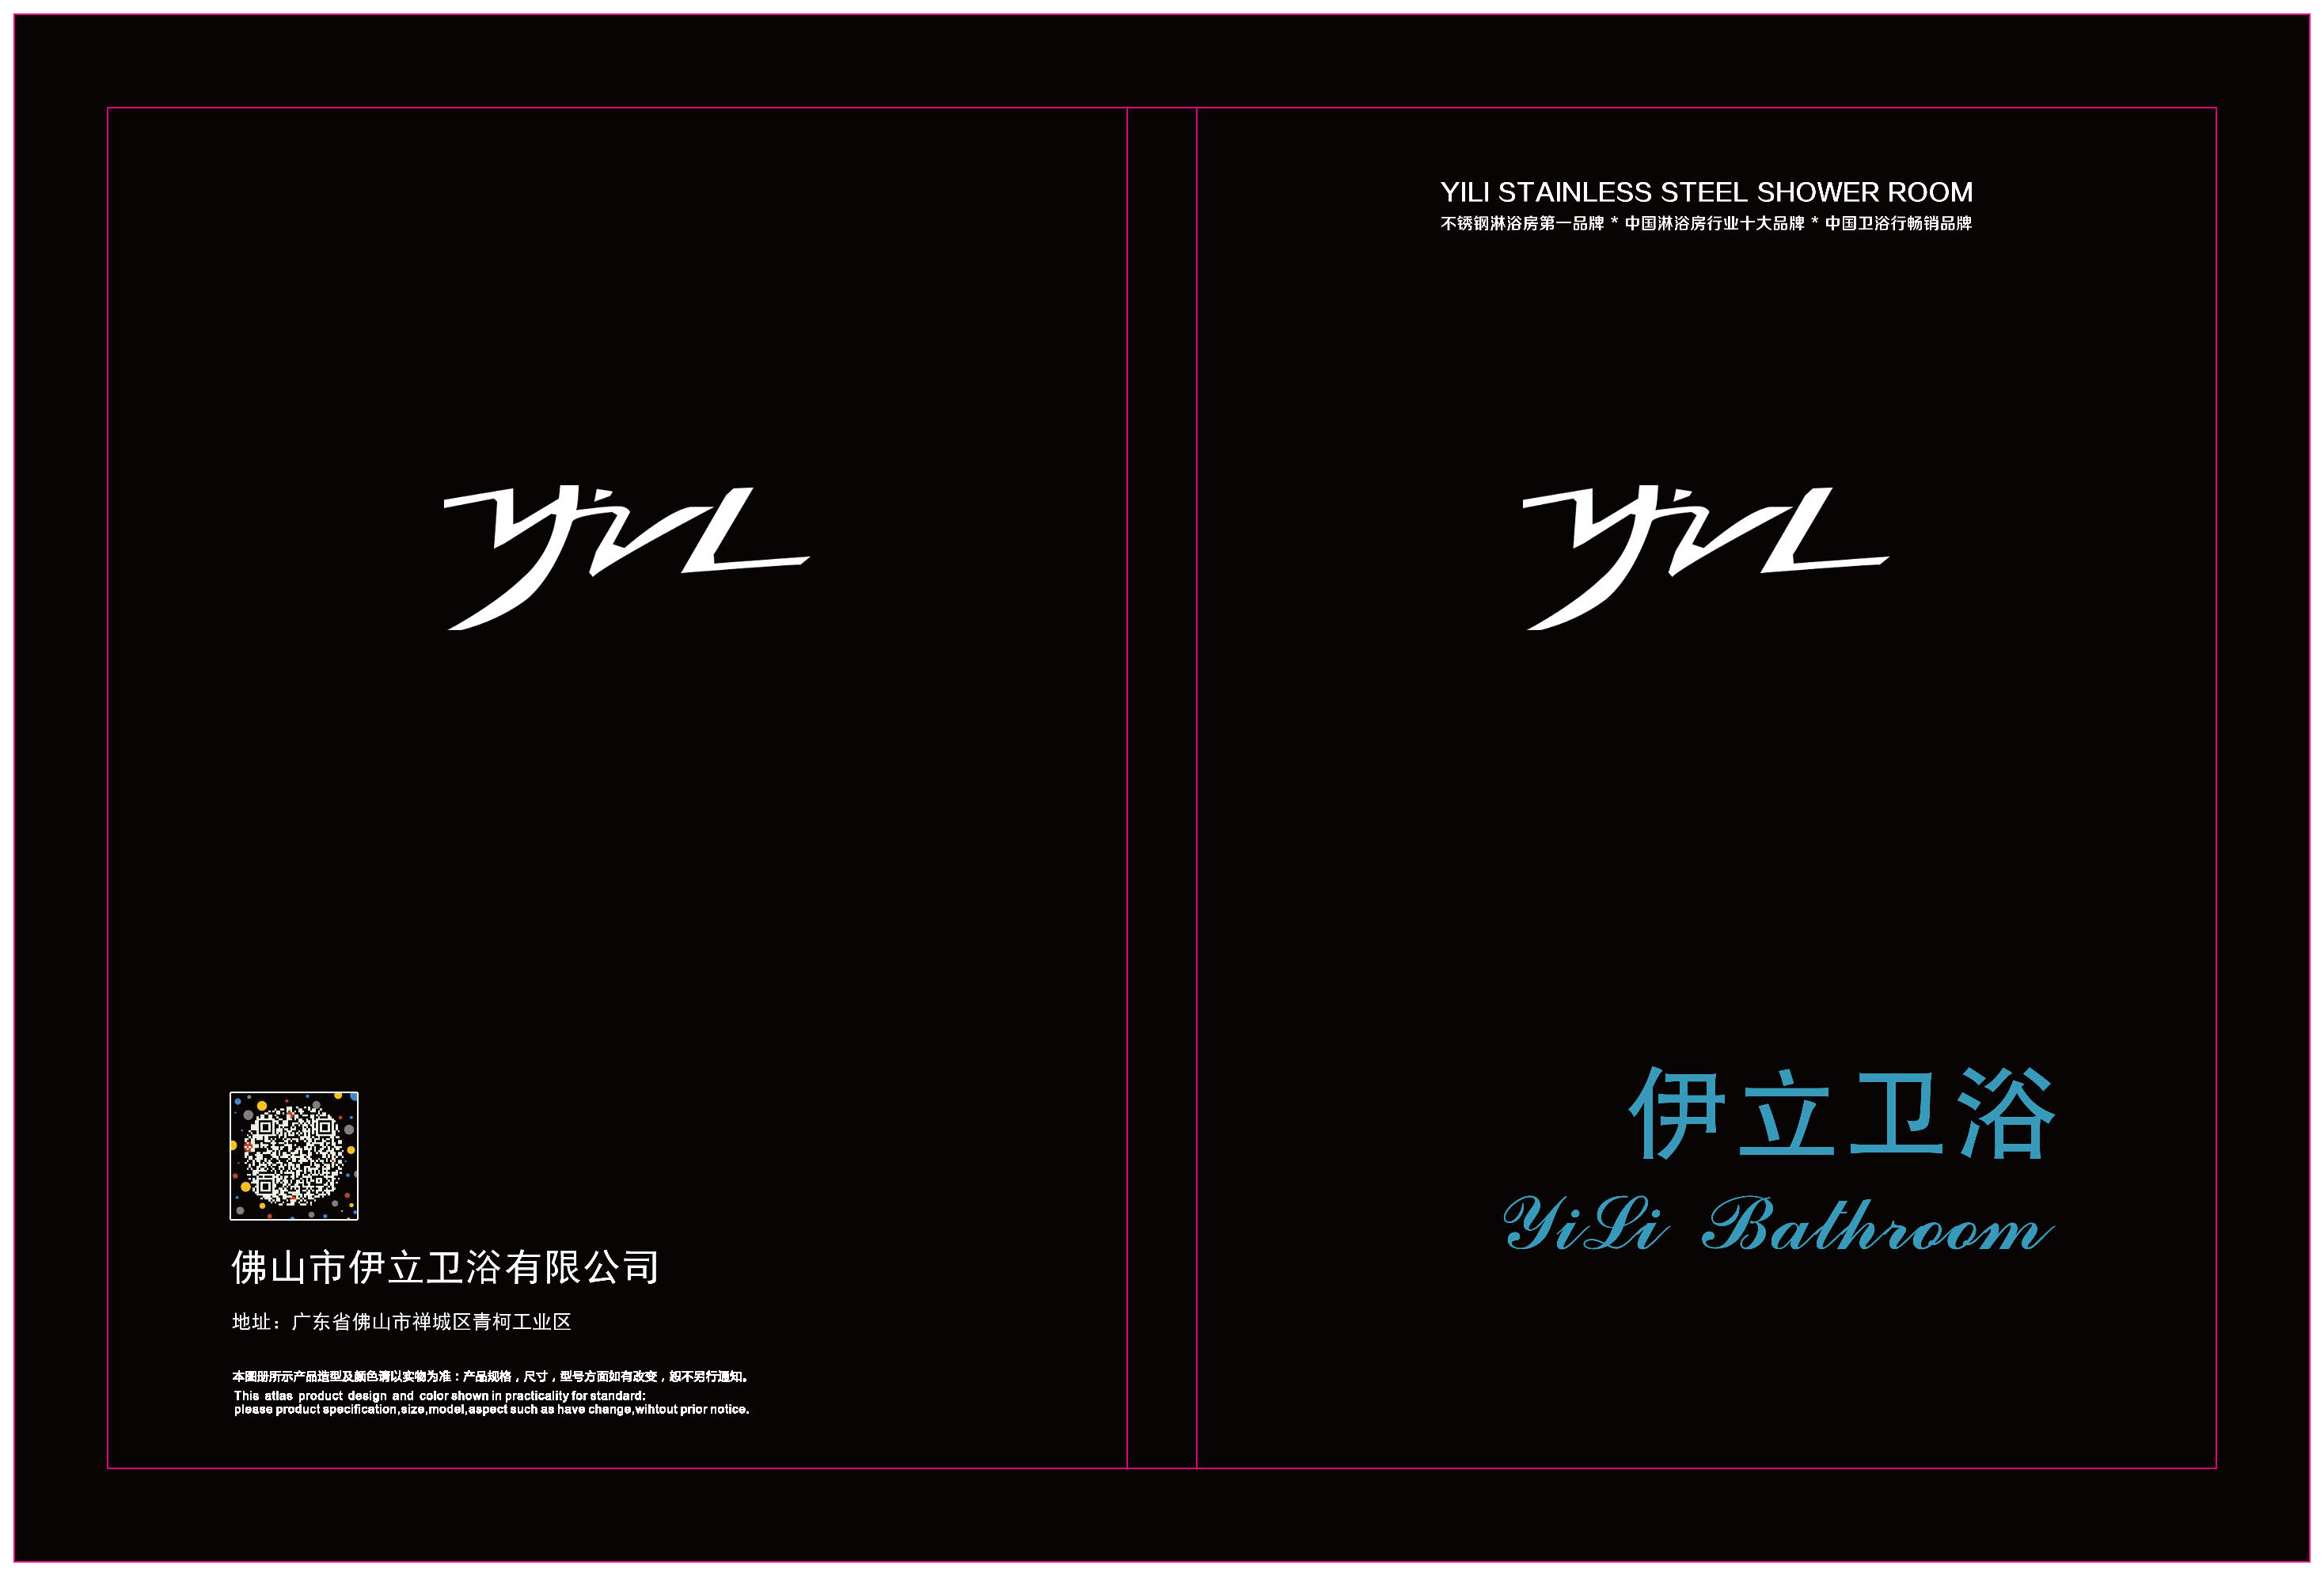 YILI STAINLESS STEEL SHOWER ROOM
不锈钢淋浴房第一品牌 * 中国淋浴房行业十大品牌 * 中国卫浴行畅销品牌
yiL
yiL
伊立卫浴
YiLi Bathroom
佛山市伊立卫浴有限公司
地址：广东省佛山市禅城区青柯工业区
本图册所示产品造型及颜色请以实物为准：产品规格，尺寸，型号方面如有改变，恕不另行通知。
This atlas product design and color shown in practicality for standard:
please product specification,size,model,aspect such as have change,wihtout prior notice.